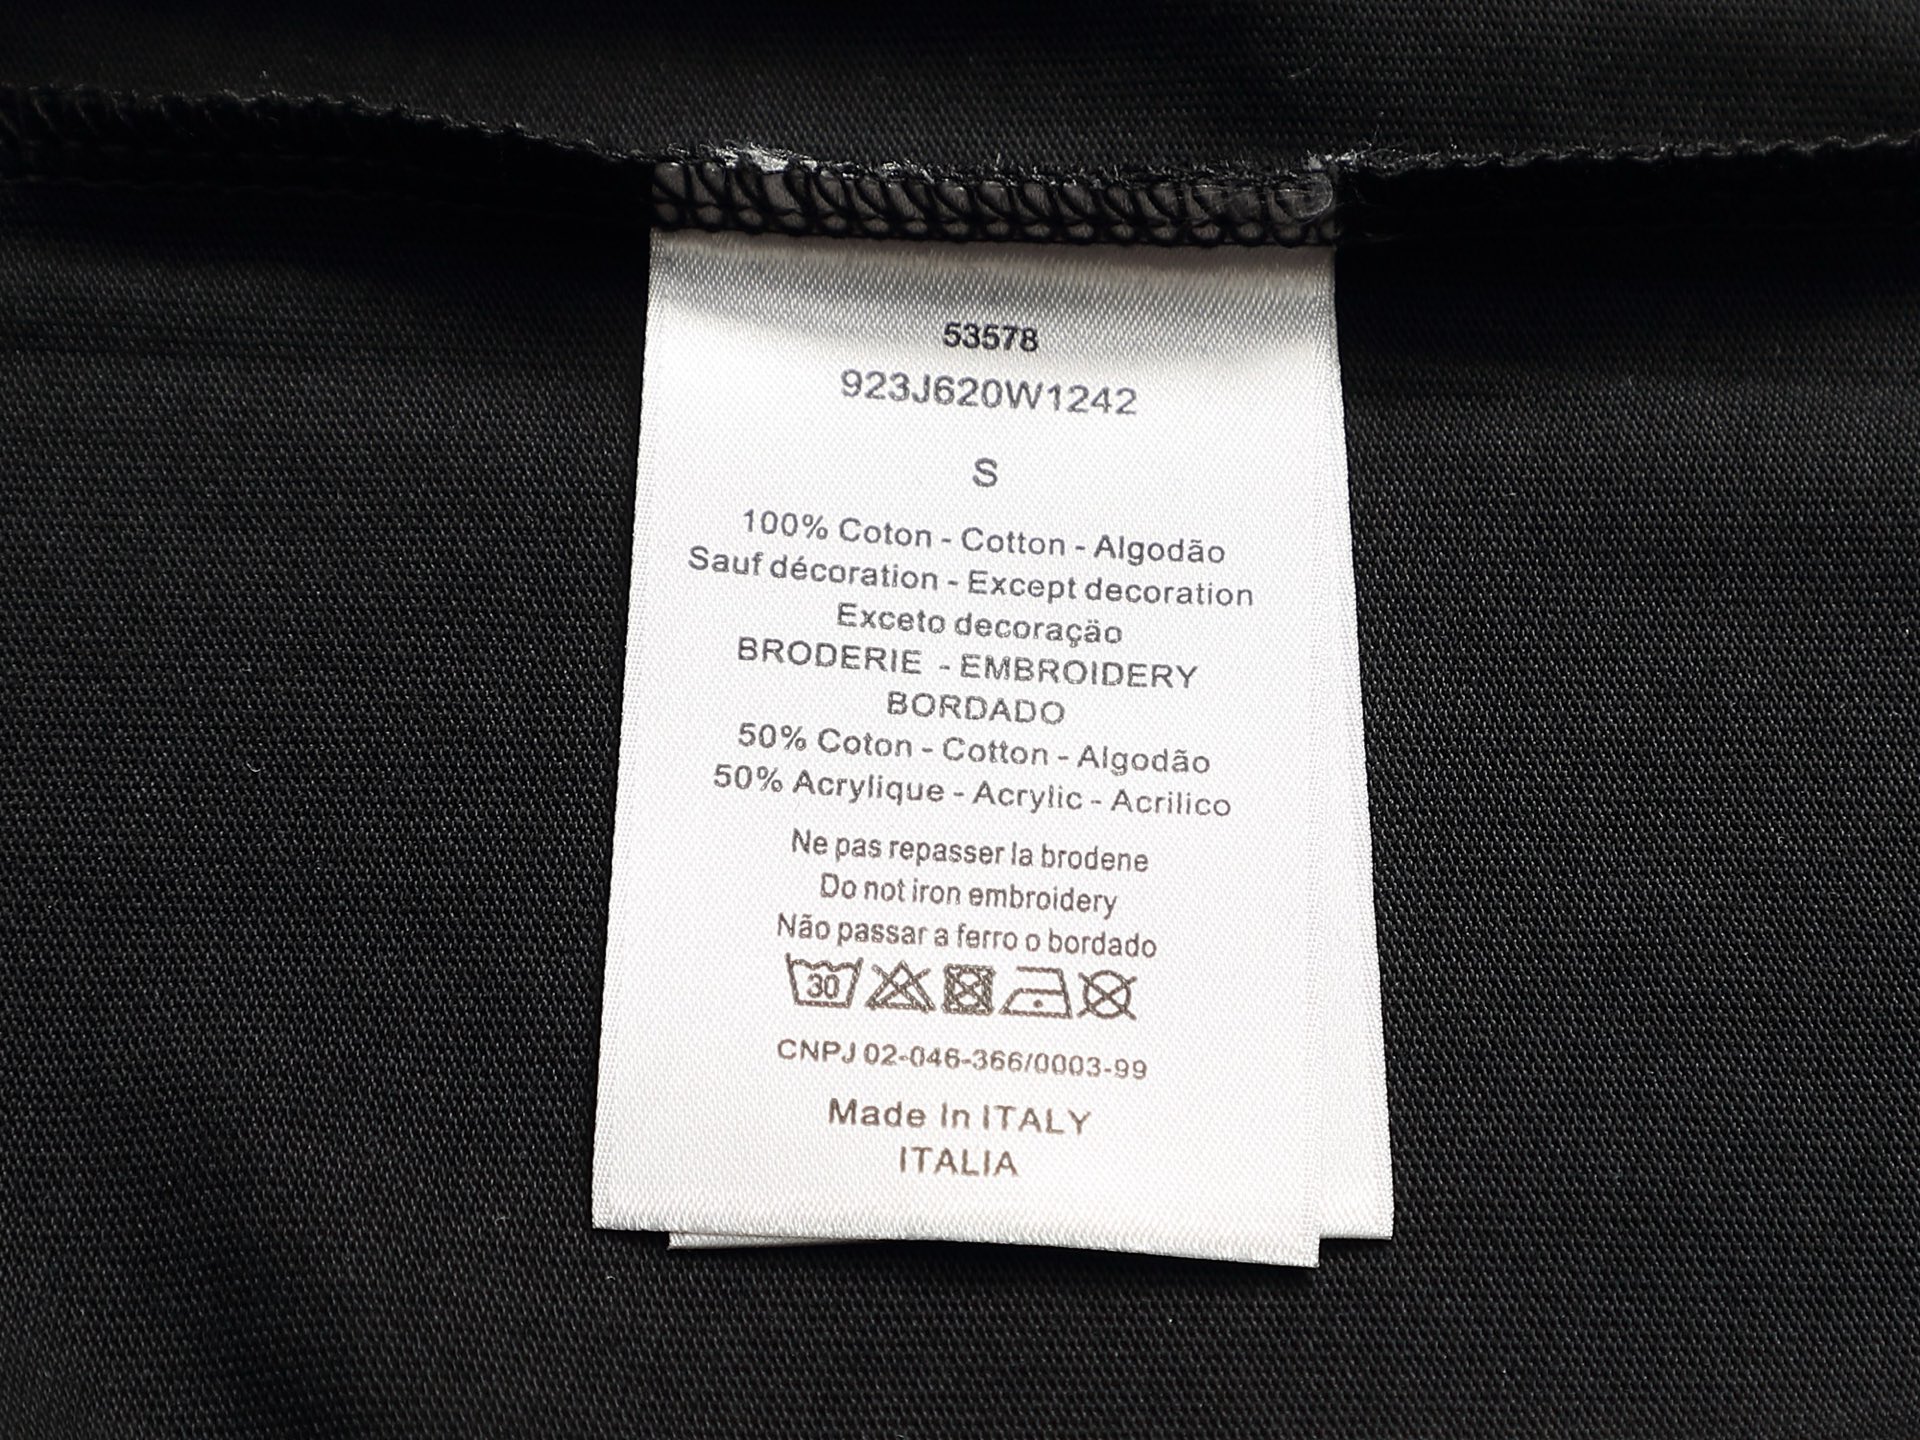 53578
923J620W1242
S
100% Coton - Cotton - Algodão
Sauf décoration - Except decoration
Exceto decoraçäo
BRODERIE - EMBROIDERY
BORDADO
50% Coton - Cotton - Algodão
50% Acrylique - Acrylic - Acrilico
Ne pas repasser la brodene
Do not iron embroidery
Não passar a ferro o bordado
30
CNPJ 02-046-366/0003-99
Made In ITALY
ITALIA